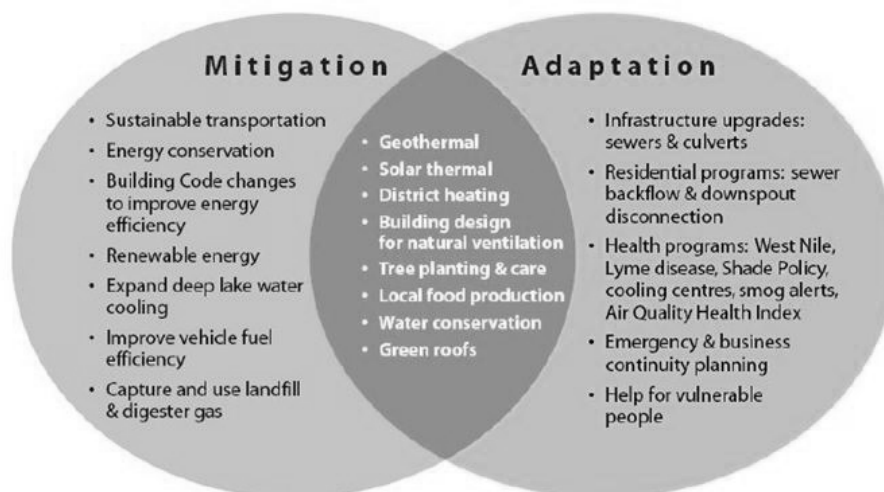 Mitigation
• Sustainable transportation
• Energy conservation
• Building Code changes
to improve energy
efficiency
• Renewable energy
• Expand deep lake water
cooling
• Improve vehicle fuel
efficiency
• Capture and use landfill
& digester gas
• Geothermal
• Solar thermal
• District heating
• Building design
for natural ventilation
• Tree planting & care
• Local food production
• Water conservation
• Green roofs
Adaptation
• Infrastructure upgrades:
sewers & culverts
• Residential programs: sewer
backflow & downspout
disconnection
• Health programs: West Nile,
Lyme disease, Shade Policy,
cooling centres, smog alerts,
Air Quality Health Index
• Emergency & business
continuity planning
• Help for vulnerable
people